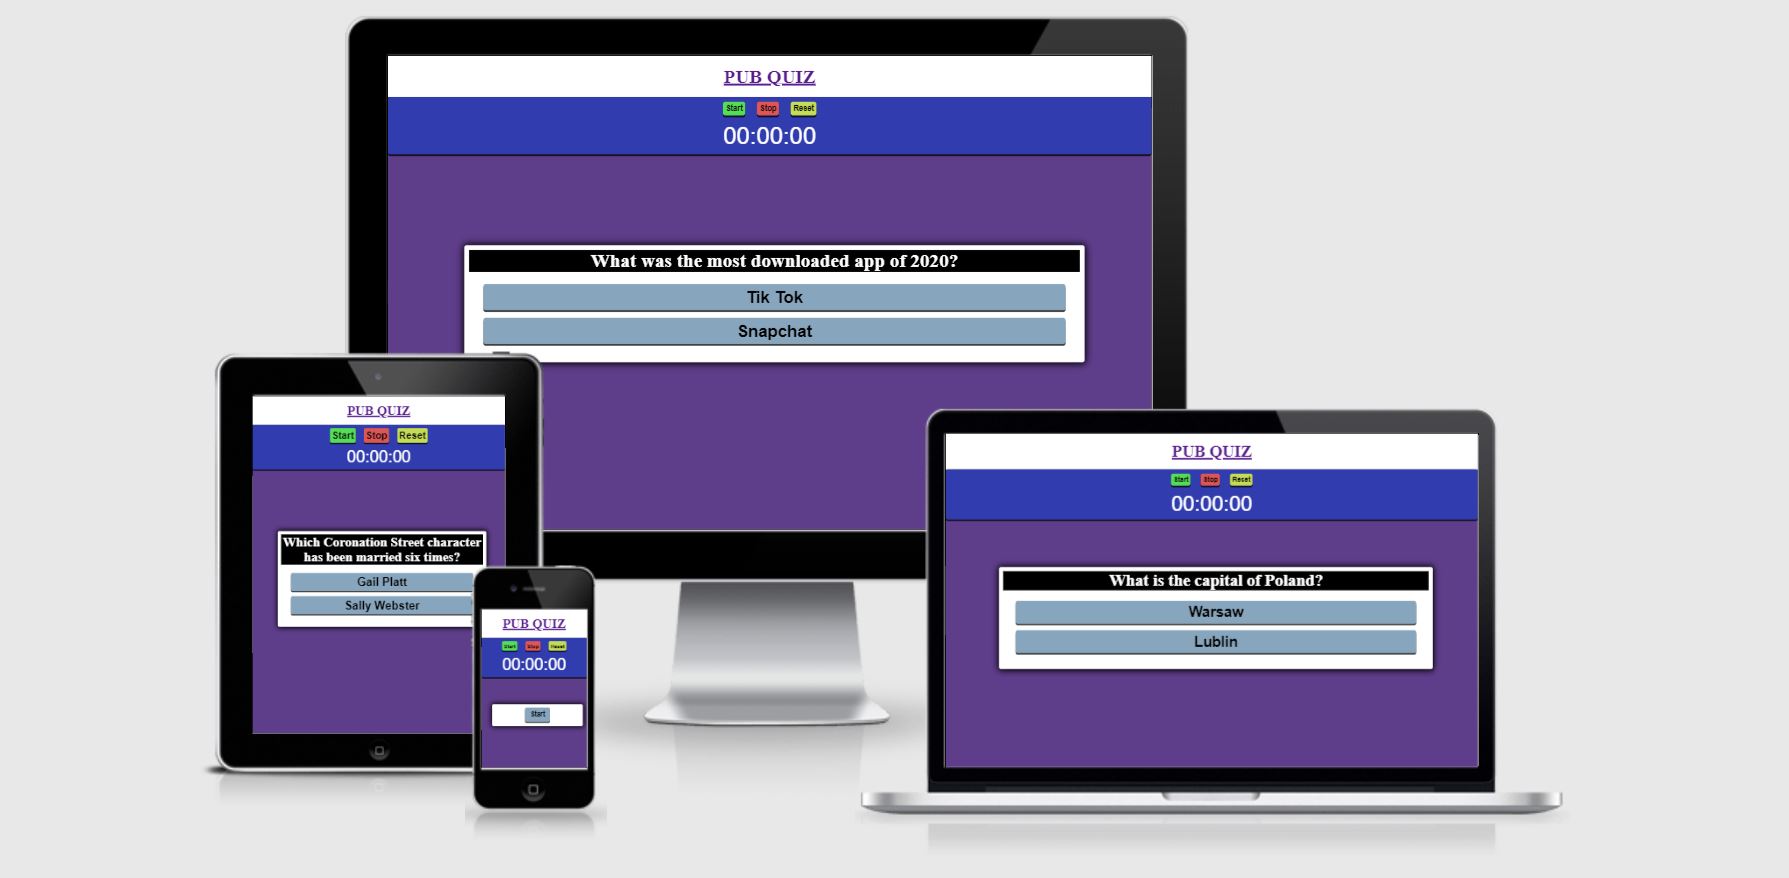 PUB QUIZ
Start Stop Reset
00:00:00
What was the most downloaded app of 2020?
Tik Tok
Snapchat
PUB QUIZ
Start Stop Reset
00:00:00
Which Coronation Street character
has been married six times?
Gail Platt
Sally Webster
PUB QUIZ
Start Stop Reset
00:00:00
Start
PUB QUIZ
Start Stop Reset
00:00:00
What is the capital of Poland?
Warsaw
Lublin